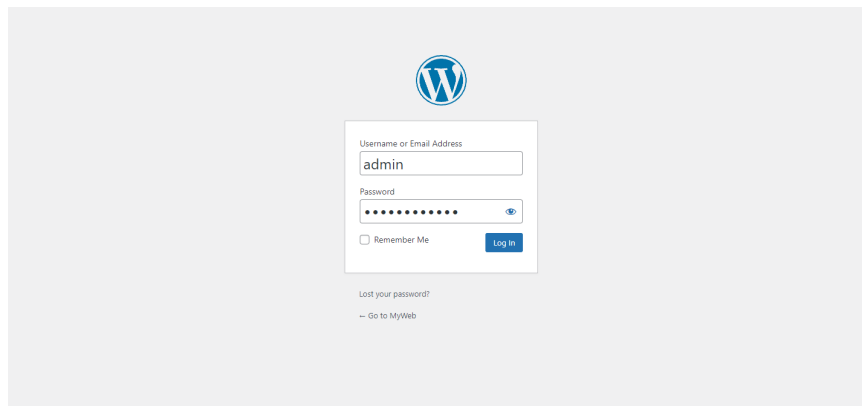 Username or Email Address
admin
Password
••••••••••••
Remember Me
Log In
Lost your password?
← Go to MyWeb